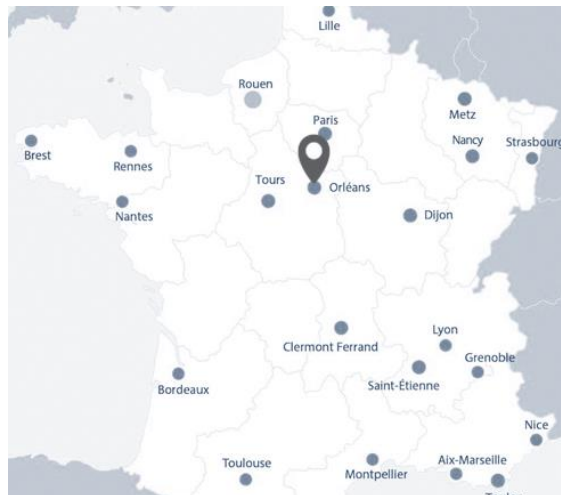 Lille
Rouen
Metz
Paris
Nancy
Strasbourg
Brest
Rennes
Tours
Orléans
Nantes
Dijon
Lyon
Clermont Ferrand
Grenoble
Saint-Étienne
Bordeaux
Nice
Aix-Marseille
Toulouse
Montpellier